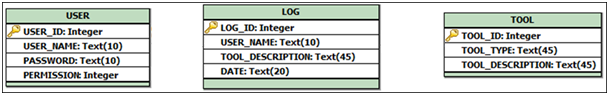 USER
USER_ID: Integer
USER_NAME: Text(10)
PASSWORD: Text(10)
PERMISSION: Integer
LOG
LOG_ID: Integer
USER_NAME: Text(10)
TOOL_DESCRIPTION: Text(45)
DATE: Text(20)
TOOL
TOOL_ID: Integer
TOOL_TYPE: Text(45)
TOOL_DESCRIPTION: Text(45)